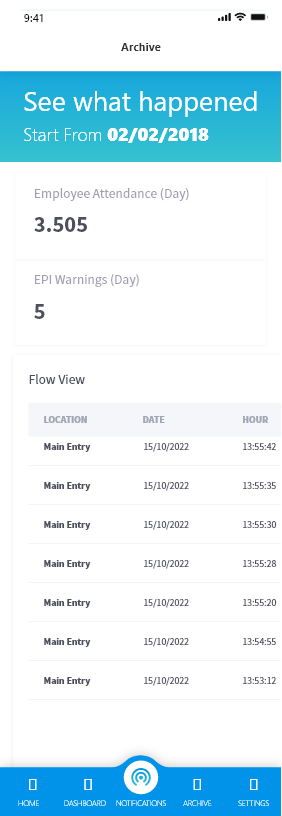 9:41
Archive
See what happened
Start From 02/02/2018
Employee Attendance (Day)
3.505
EPI Warnings (Day)
5
Flow View
LOCATION DATE HOUR
Main Entry 15/10/2022 13:55:42
Main Entry 15/10/2022 13:55:35
Main Entry 15/10/2022 13:55:30
Main Entry 15/10/2022 13:55:28
Main Entry 15/10/2022 13:55:20
Main Entry 15/10/2022 13:54:55
Main Entry 15/10/2022 13:53:12
HOME DASHBOARD NOTIFICATIONS ARCHIVE SETTINGS